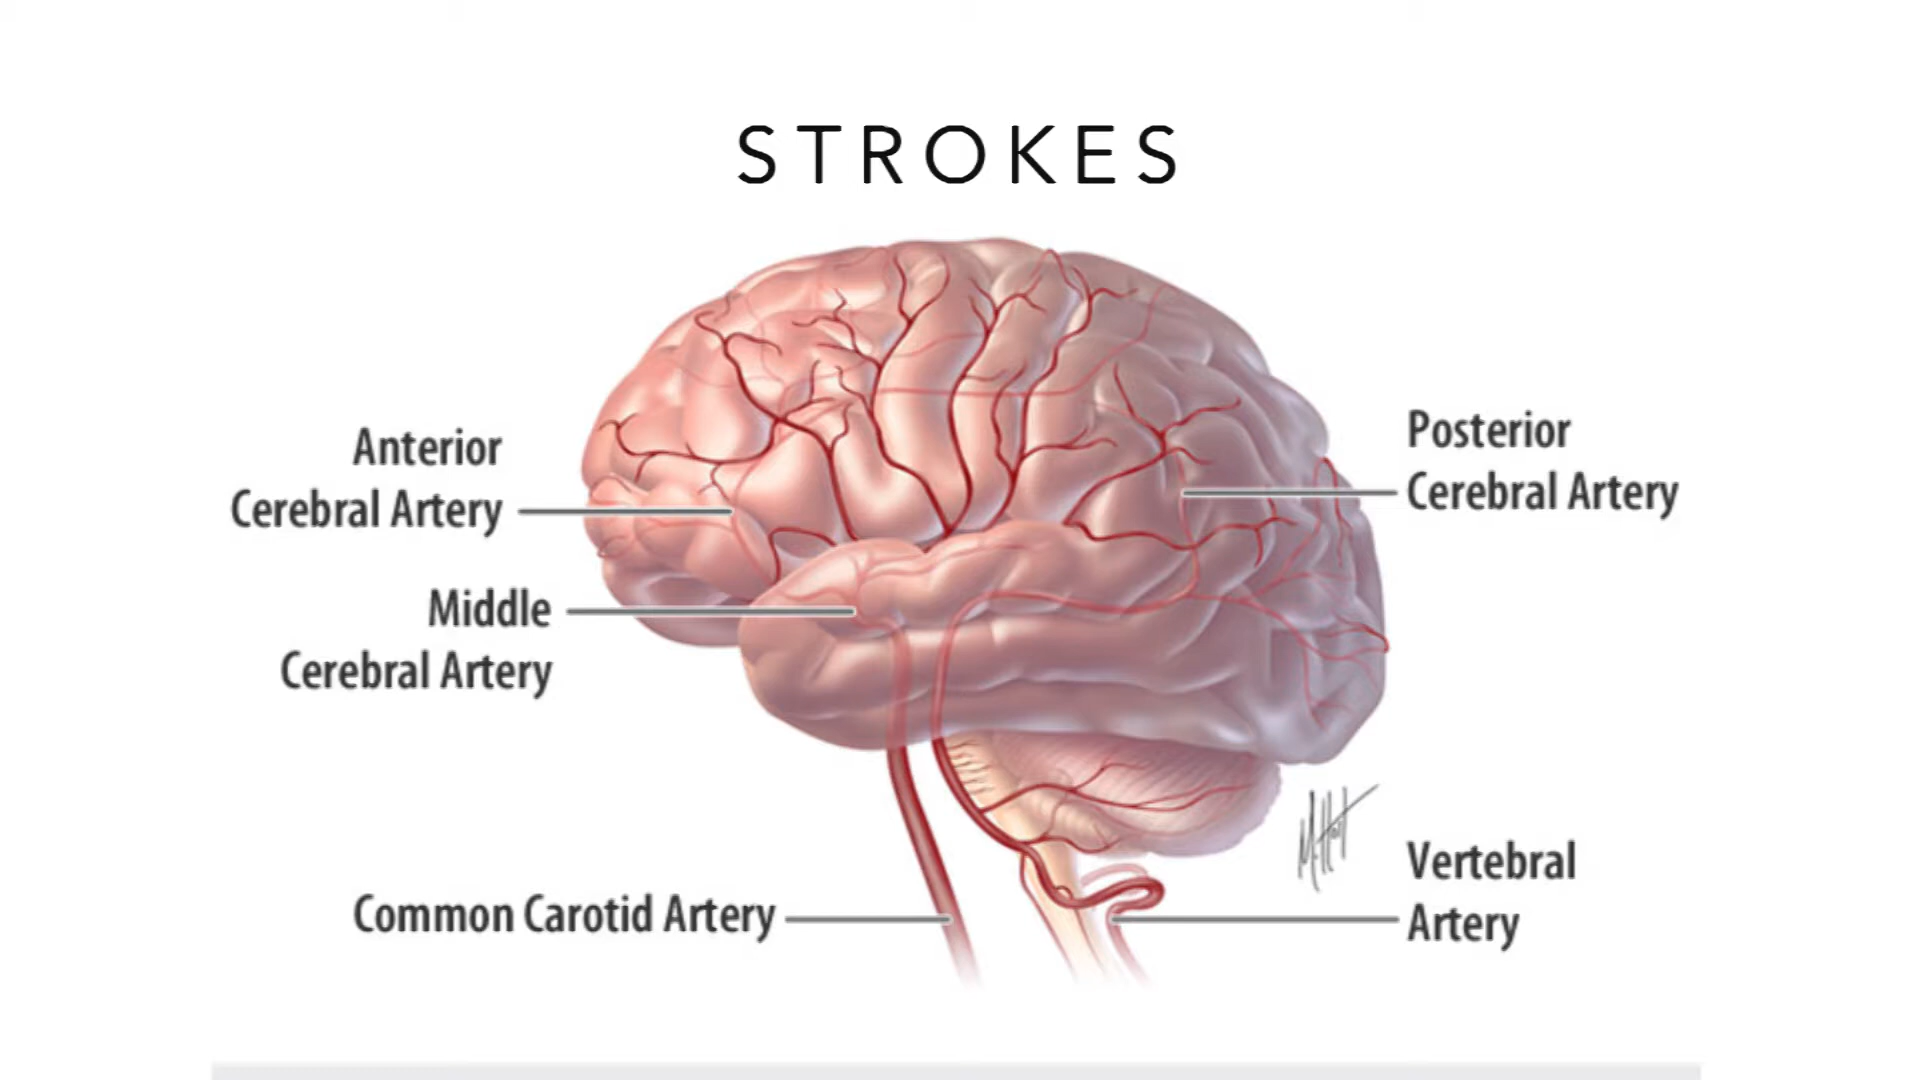 STROKES
Anterior
Cerebral Artery
Posterior
Cerebral Artery
Middle
Cerebral Artery
Common Carotid Artery
Vertebral
Artery